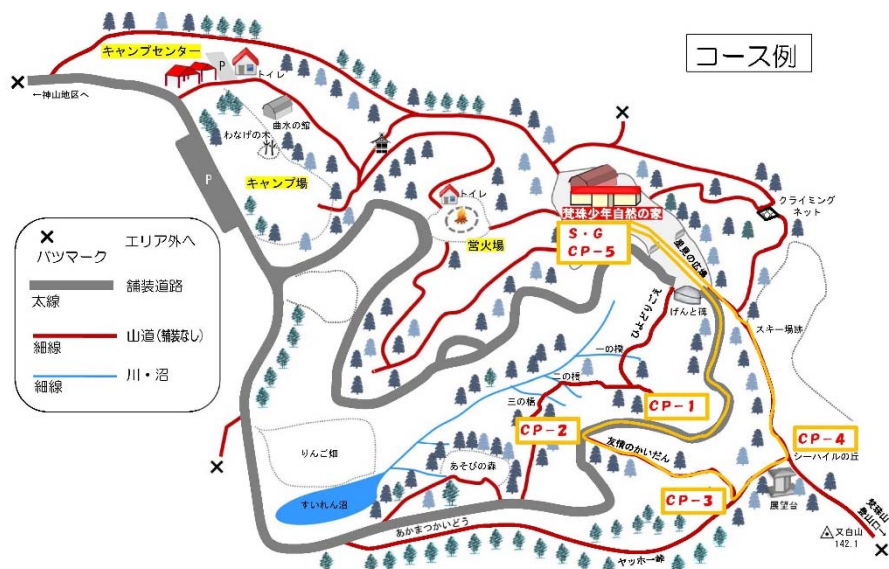 コース例
キャンプセンター
P
トイレ
←神山地区へ
曲水の館
わなげの木
キャンプ場
P
トイレ
営火場
梵珠少年自然の家
S・G
CP-5
星見の広場
クライミング
ネット
げんと碑
スキー場跡
ひよどりごえ
一の橋
二の橋
三の橋
CP-1
CP-2
友情のかいだん
CP-4
シーハイルの丘
CP-3
展望台
梵珠山
登山口→
又白山
142.1
りんご畑
あそびの森
すいれん沼
あかまつかいどう
ヤッホー峠
バツマーク
エリア外へ
太線
舗装道路
細線
山道(舗装なし)
細線
川・沼